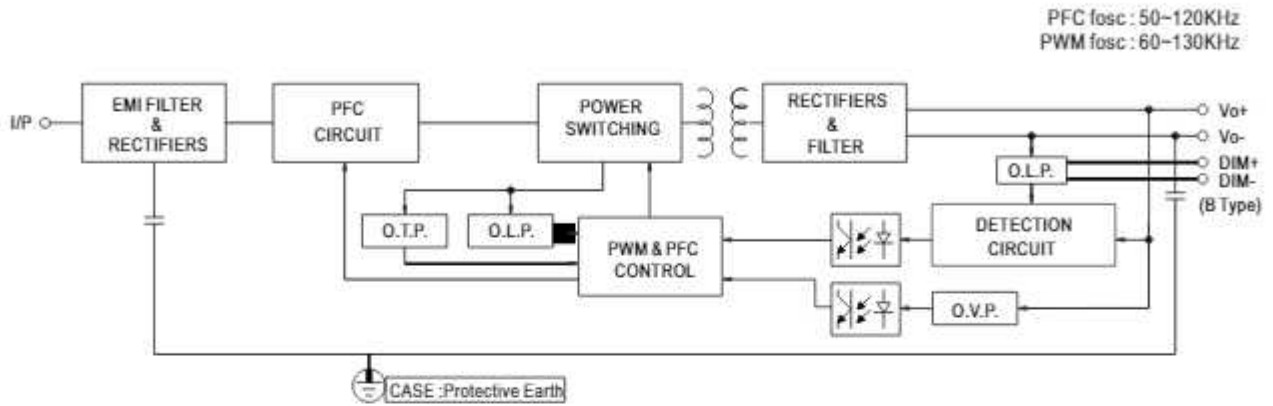 PFC fosc : 50~120KHz
PWM fosc : 60~130KHz
I/P
EMI FILTER
&
RECTIFIERS
PFC
CIRCUIT
POWER
SWITCHING
RECTIFIERS
&
FILTER
Vo+
Vo-
DIM+
DIM-
(B Type)
O.L.P.
O.T.P.
O.L.P.
PWM & PFC
CONTROL
DETECTION
CIRCUIT
O.V.P.
CASE :Protective Earth